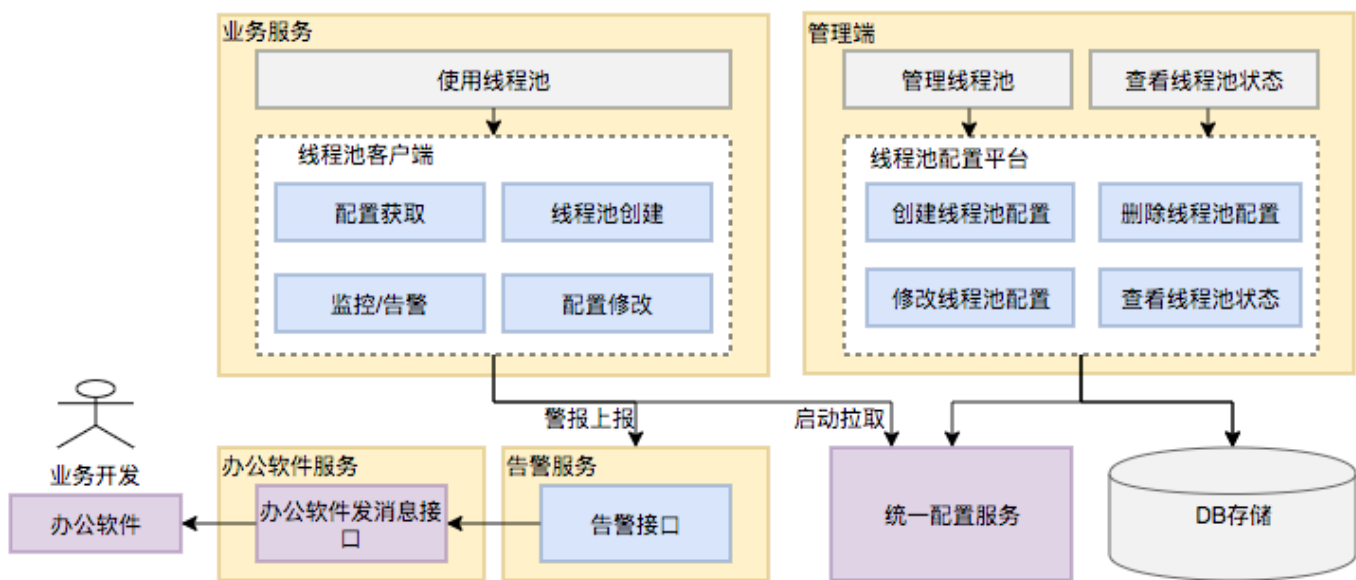 业务服务
使用线程池
线程池客户端
配置获取
线程池创建
监控/告警
配置修改
管理端
管理线程池
查看线程池状态
线程池配置平台
创建线程池配置
删除线程池配置
修改线程池配置
查看线程池状态
警报上报
启动拉取
业务开发
办公软件
办公软件服务
办公软件发消息接
口
告警服务
告警接口
统一配置服务
DB存储